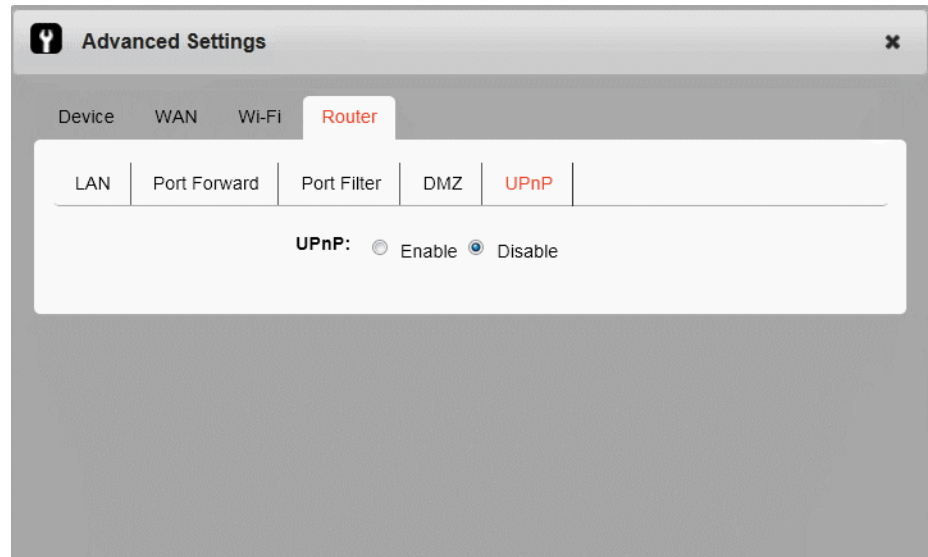 Advanced Settings
Device WAN Wi-Fi Router
LAN Port Forward Port Filter DMZ UPnP
UPnP: Enable Disable